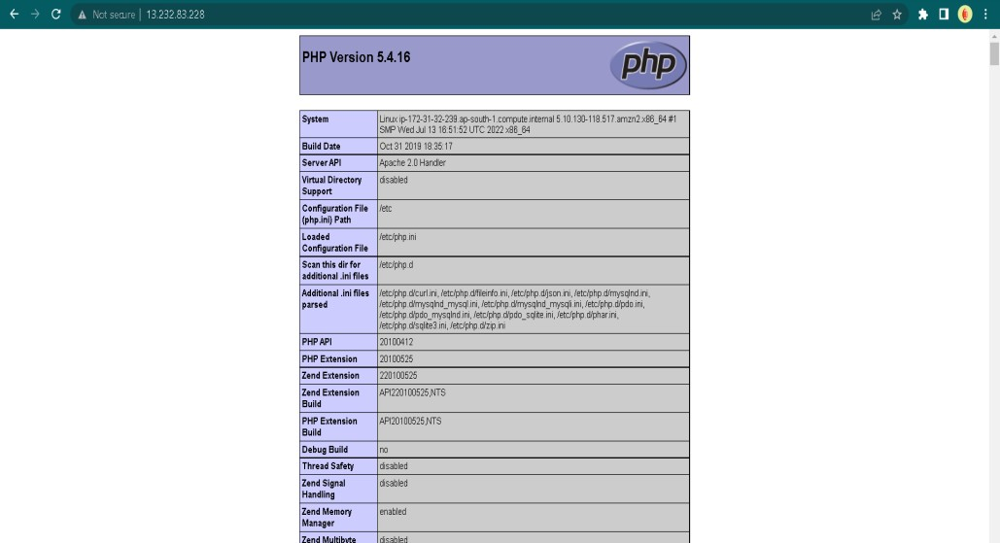 Not secure | 13.232.83.228
PHP Version 5.4.16
php
System
Linux ip-172-31-32-239.ap-south-1.compute.internal 5.10.130-118.517.amzn2.x86_64 #1
SMP Wed Jul 13 16:51:52 UTC 2022 x86_64
Build Date
Oct 31 2019 18:35:17
Server API
Apache 2.0 Handler
Virtual Directory
Support
disabled
Configuration File
(php.ini) Path
/etc
Loaded
Configuration File
/etc/php.ini
Scan this dir for
additional .ini files
/etc/php.d
Additional .ini files
parsed
/etc/php.d/curl.ini, /etc/php.d/fileinfo.ini, /etc/php.d/json.ini, /etc/php.d/mysqlnd.ini,
/etc/php.d/mysqlnd_mysql.ini, /etc/php.d/mysqlnd_mysqli.ini, /etc/php.d/pdo.ini,
/etc/php.d/pdo_mysqlnd.ini, /etc/php.d/pdo_sqlite.ini, /etc/php.d/phar.ini,
/etc/php.d/sqlite3.ini, /etc/php.d/zip.ini
PHP API
20100412
PHP Extension
20100525
Zend Extension
220100525
Zend Extension
Build
API220100525,NTS
PHP Extension
Build
API20100525,NTS
Debug Build
no
Thread Safety
disabled
Zend Signal
Handling
disabled
Zend Memory
Manager
enabled
Zend Multibyte
disabled